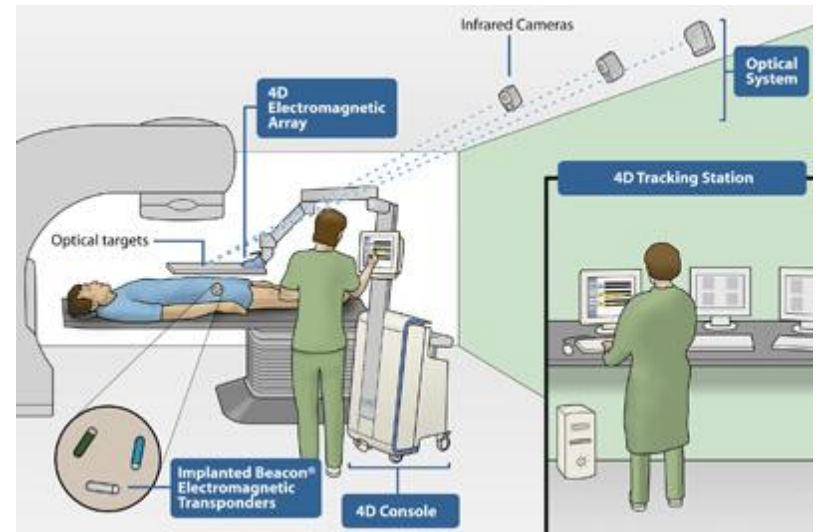 Infrared Cameras
Optical
System
4D
Electromagnetic
Array
4D Tracking Station
Optical targets
Implanted Beacon®
Electromagnetic
Transponders
4D Console